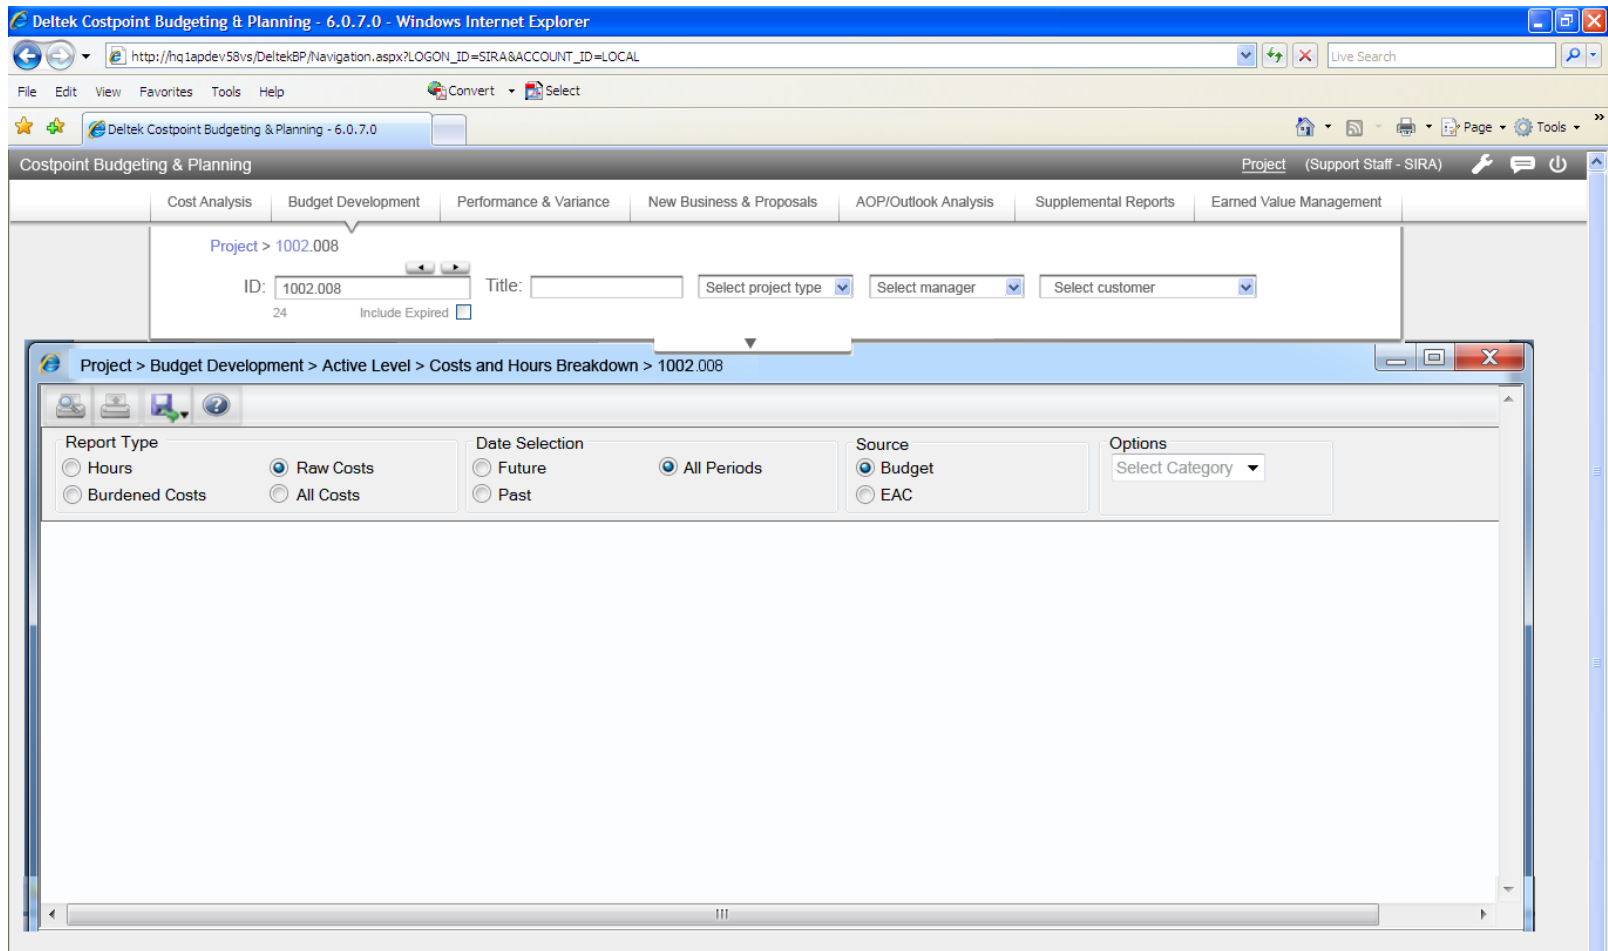 Deltek Costpoint Budgeting & Planning - 6.0.7.0 - Windows Internet Explorer
http://hq1apdev58vs/DeltekBP/Navigation.aspx?LOGON_ID=SIRA&ACCOUNT_ID=LOCAL Live Search
File Edit View Favorites Tools Help Convert Select
Deltek Costpoint Budgeting & Planning - 6.0.7.0 Page Tools
Costpoint Budgeting & Planning Project (Support Staff - SIRA)
Cost Analysis Budget Development Performance & Variance New Business & Proposals AOP/Outlook Analysis Supplemental Reports Earned Value Management
Project > 1002.008
ID: 1002.008 Title: Select project type Select manager Select customer
24 Include Expired
Project > Budget Development > Active Level > Costs and Hours Breakdown > 1002.008
Report Type Date Selection Source Options
Hours Raw Costs Future All Periods Budget Select Category
Burdened Costs All Costs Past EAC